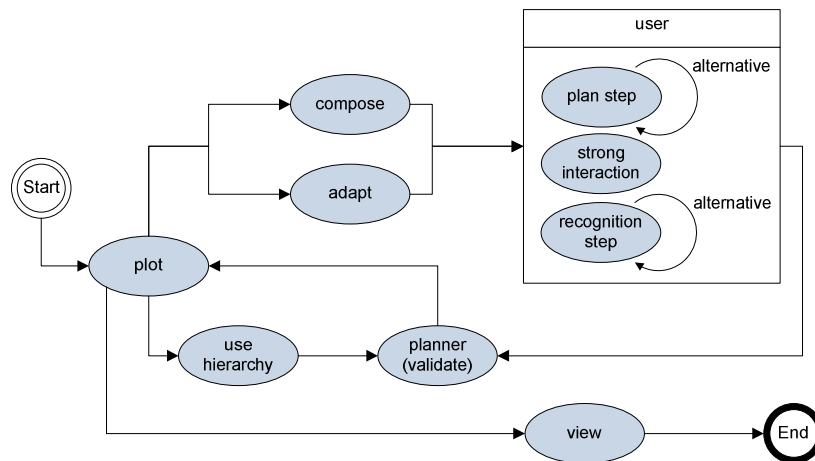 user
compose
plan step
alternative
adapt
strong
interaction
Start
recognition
step
alternative
plot
use
hierarchy
planner
(validate)
view
End